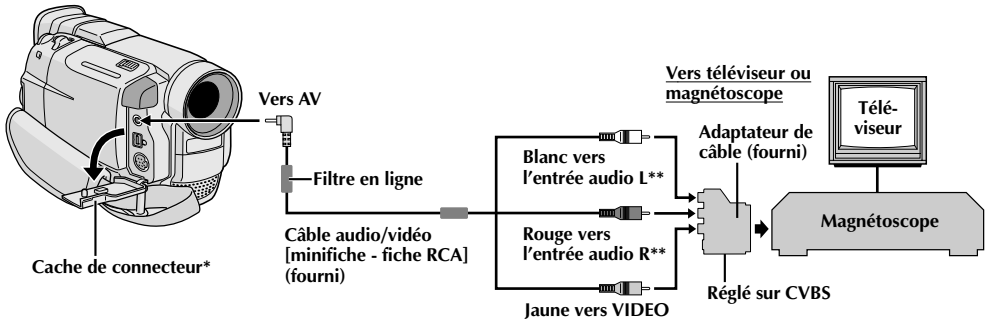 Vers AV
Filtre en ligne
Câble audio/vidéo
[minifiche - fiche RCA]
(fourni)
Cache de connecteur*
Blanc vers
l'entrée audio L**
Rouge vers
l'entrée audio R**
Jaune vers VIDEO
Vers téléviseur ou
magnétoscope
Adaptateur de
câble (fourni)
Réglé sur CVBS
Télé-
viseur
Magnétoscope